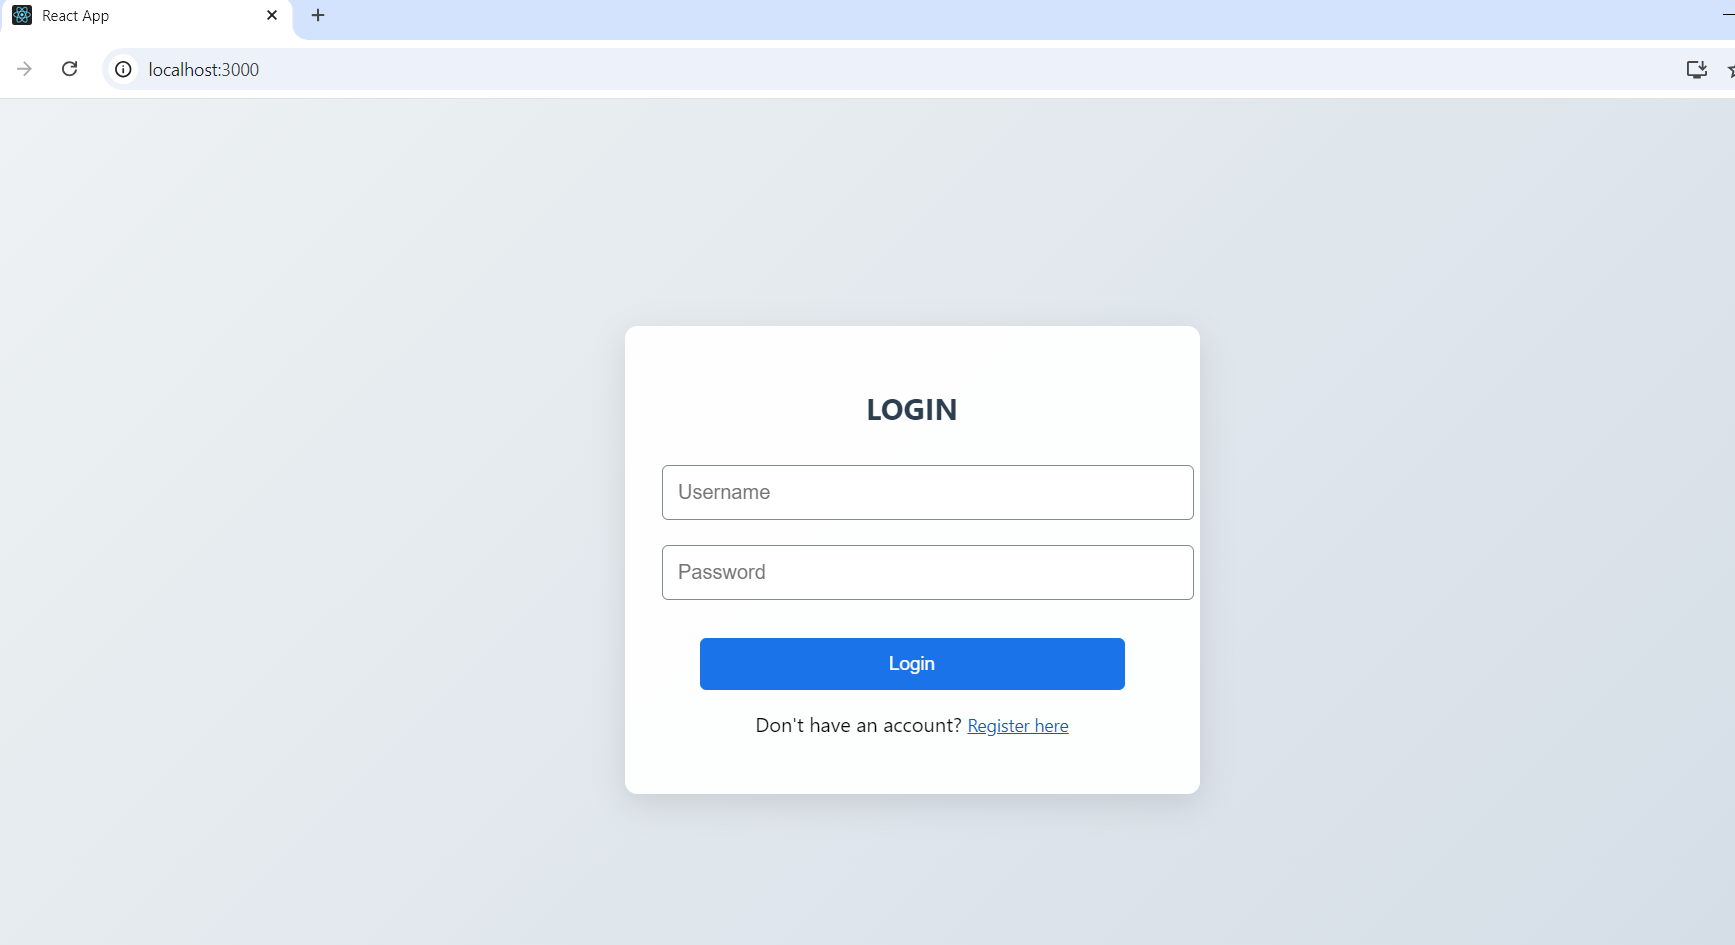 React App
localhost:3000
LOGIN
Username
Password
Login
Don't have an account? Register here